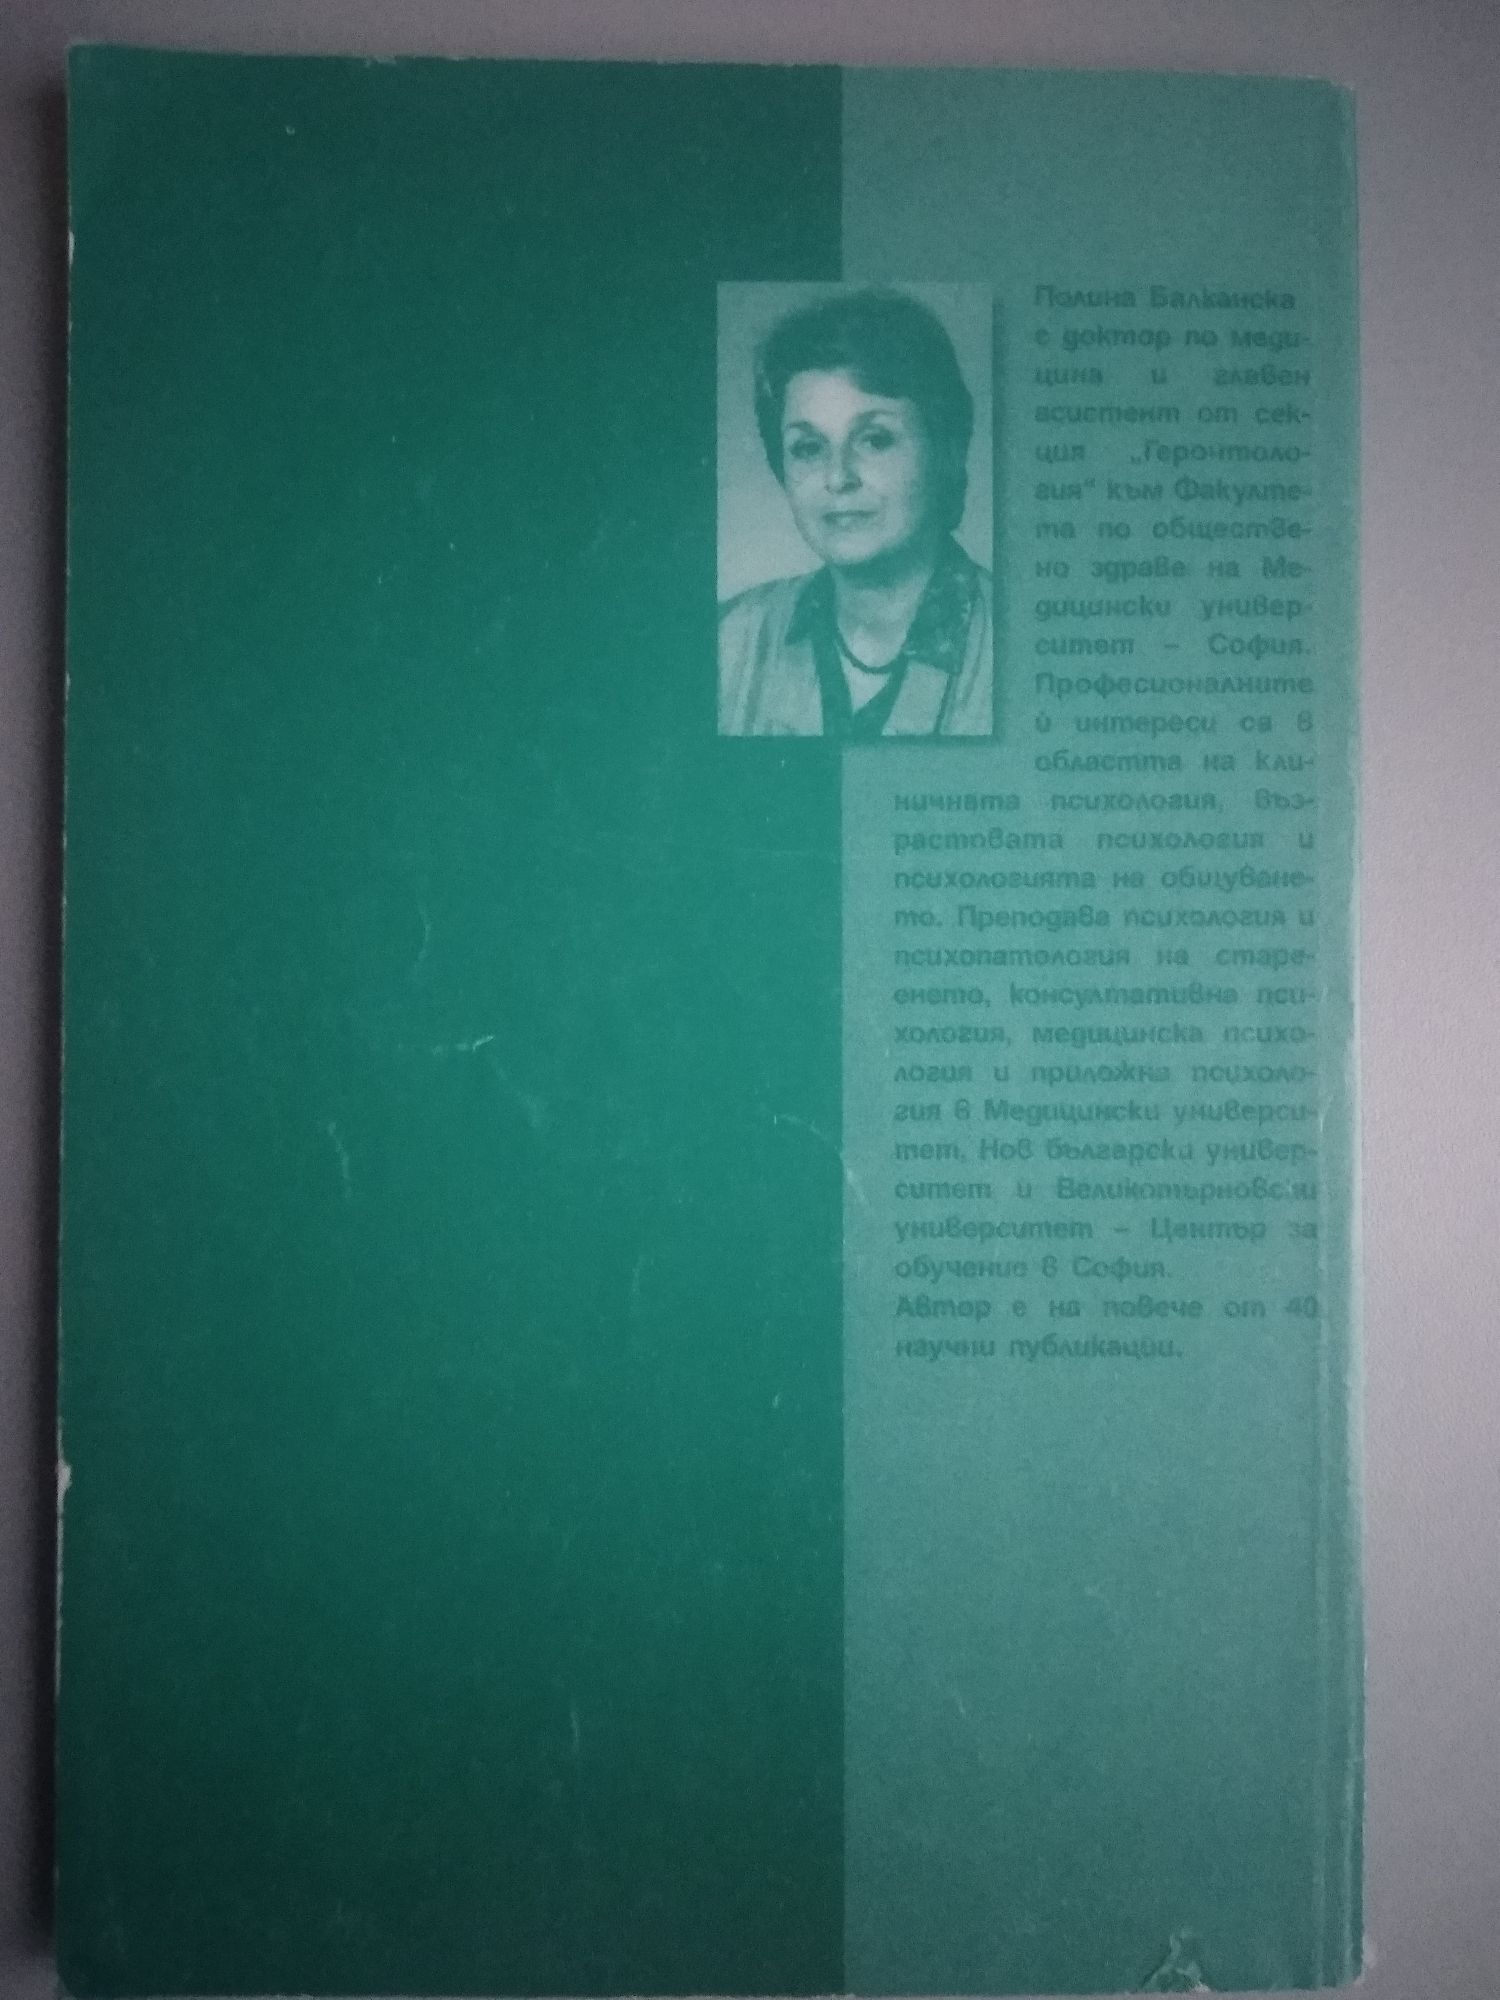 Полина Балканска
е доктор по меди-
цина и главен
асистент от сек-
ция „Геронтоло-
гия“ към Факулте-
та по обществе-
но здраве на Ме-
дицински универ-
ситет – София.
Професионалните
ѝ интереси са в
областта на кли-
ничната психология, въз-
растовата психология и
психологията на общуване-
то. Преподава психология и
психопатология на старе-
енето, консултативна пси-
хология, медицинска психо-
логия и приложна психоло-
гия в Медицински универси-
тет, Нов български универ-
ситет и Великотърновски
университет – Център за
обучение в София.
Автор е на повече от 40
научни публикации.